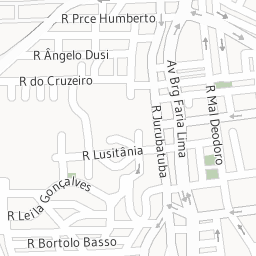 R Prce Humberto
R Ângelo Dusi
R do Cruzeiro
Av Brg Faria Lima
R Mal Deodoro
R Jurubatuba
R Lusitânia
R Leila Gonçalves
R Bortolo Basso